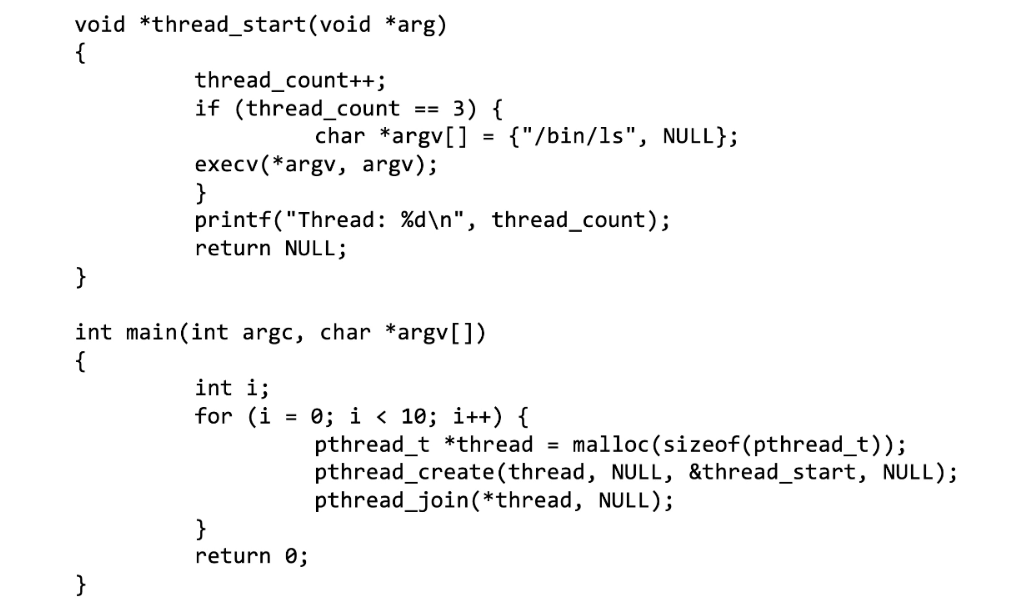 void *thread_start(void *arg)
{
thread_count++;
if (thread_count == 3) {
char *argv[] = {"/bin/ls", NULL};
execv(*argv, argv);
}
printf("Thread: %d\n", thread_count);
return NULL;
}
int main(int argc, char *argv[])
{
int i;
for (i = 0; i < 10; i++) {
pthread_t *thread = malloc(sizeof(pthread_t));
pthread_create(thread, NULL, &thread_start, NULL);
pthread_join(*thread, NULL);
}
return 0;
}